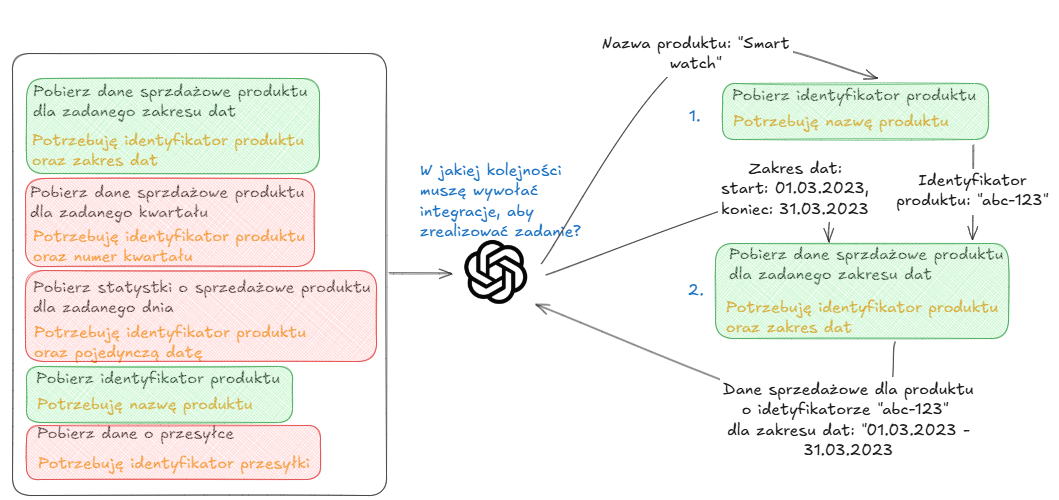 Pobierz dane sprzdażowe produktu
dla zadanego zakresu dat
Potrzebuję identyfikator produktu
oraz zakres dat
Pobierz dane sprzdażowe produktu
dla zadanego kwartału
Potrzebuję identyfikator produktu
oraz numer kwartału
Pobierz statystki o sprzedażowe produktu
dla zadanego dnia
Potrzebuję identyfikator produktu
oraz pojedynczą datę
Pobierz identyfikator produktu
Potrzebuję nazwę produktu
Pobierz dane o przesyłce
Potrzebuję identyfikator przesyłki
W jakiej kolejności
muszę wywołać
integracje, aby
zrealizować zadanie?
Nazwa produktu: "Smart
watch"
1.
Pobierz identyfikator produktu
Potrzebuję nazwę produktu
Zakres dat:
start: 01.03.2023,
koniec: 31.03.2023
Identyfikator
produktu: "abc-123"
2.
Pobierz dane sprzdażowe produktu
dla zadanego zakresu dat
Potrzebuję identyfikator produktu
oraz zakres dat
Dane sprzedażowe dla produktu
o idetyfikatorze "abc-123"
dla zakresu dat: "01.03.2023 -
31.03.2023